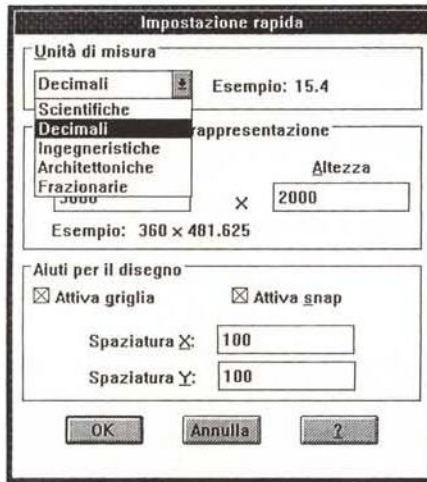 Impostazione rapida
Unità di misura
Decimali Esempio: 15.4
Scientifiche
Decimali
Ingegneristiche
Architettoniche
Frazionarie
rappresentazione
Altezza
× 2000
Esempio: 360 × 481.625
Aiuti per il disegno
Attiva griglia Attiva snap
Spaziatura X: 100
Spaziatura Y: 100
OK Annulla ?